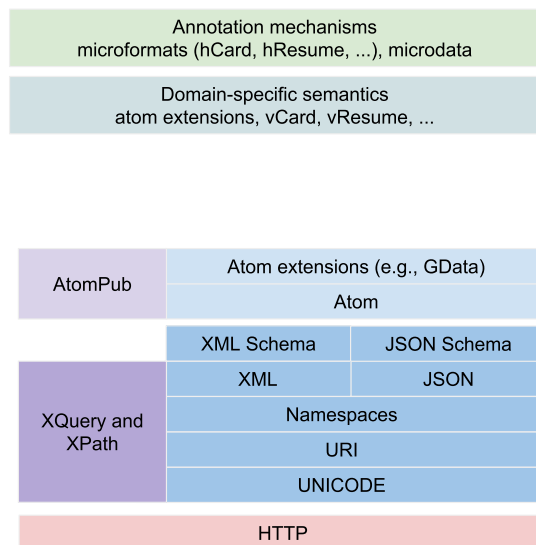 Annotation mechanisms
microformats (hCard, hResume, ...), microdata
Domain-specific semantics
atom extensions, vCard, vResume, ...
AtomPub
Atom extensions (e.g., GData)
Atom
XML Schema
JSON Schema
XML
JSON
XQuery and
XPath
Namespaces
URI
UNICODE
HTTP